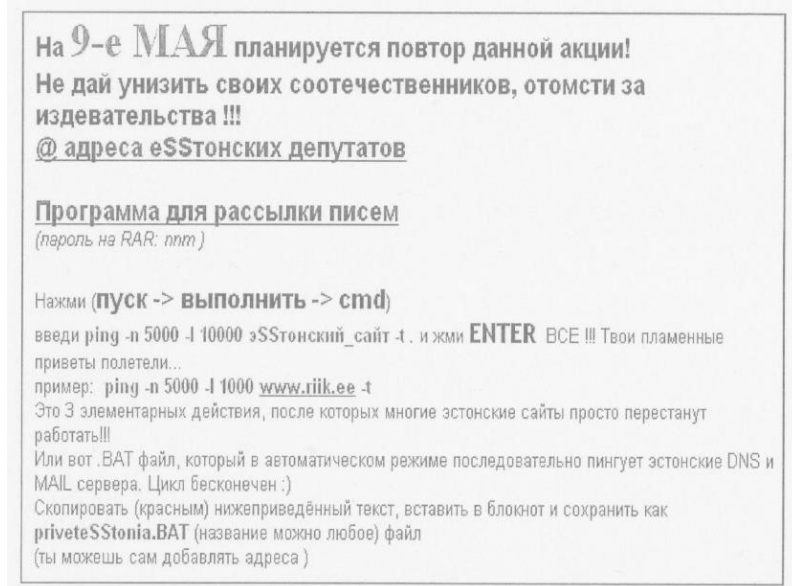 На 9-е МАЯ планируется повтор данной акции!
Не дай унизить своих соотечественников, отомсти за
издевательства !!!
@ адреса еSSтонских депутатов
Программа для рассылки писем
(пароль на RAR: nnm )
Нажми (пуск -> выполнить -> cmd)
введи ping -n 5000 -l 10000 эSSтонский_сайт -t . и жми ENTER ВСЕ !!! Твои пламенные
приветы полетели...
пример: ping -n 5000 -l 1000 www.riik.ee -t
Это 3 элементарных действия, после которых многие эстонские сайты просто перестанут
работать!!!
Или вот .BAT файл, который в автоматическом режиме последовательно пингует эстонские DNS и
MAIL сервера. Цикл бесконечен :)
Скопировать (красным) нижеприведённый текст, вставить в блокнот и сохранить как
priveteSStonia.BAT (название можно любое) файл
(ты можешь сам добавлять адреса )